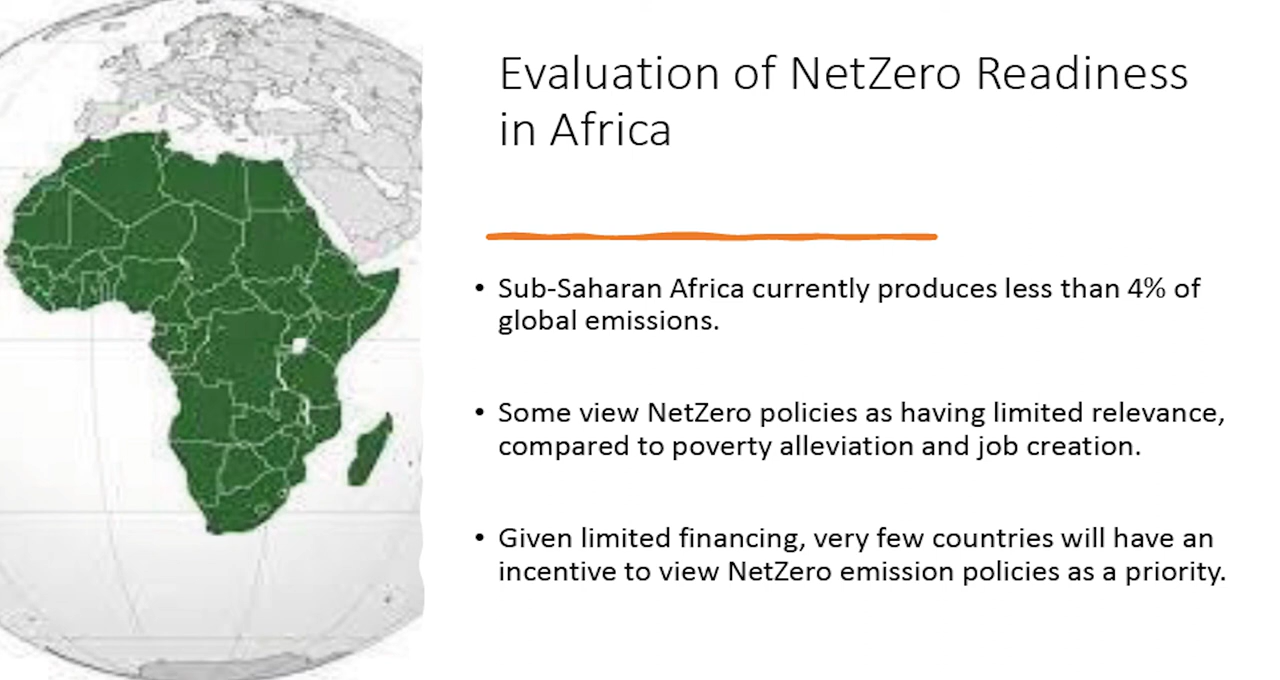 Evaluation of NetZero Readiness
in Africa
• Sub-Saharan Africa currently produces less than 4% of
global emissions.
• Some view NetZero policies as having limited relevance,
compared to poverty alleviation and job creation.
• Given limited financing, very few countries will have an
incentive to view NetZero emission policies as a priority.